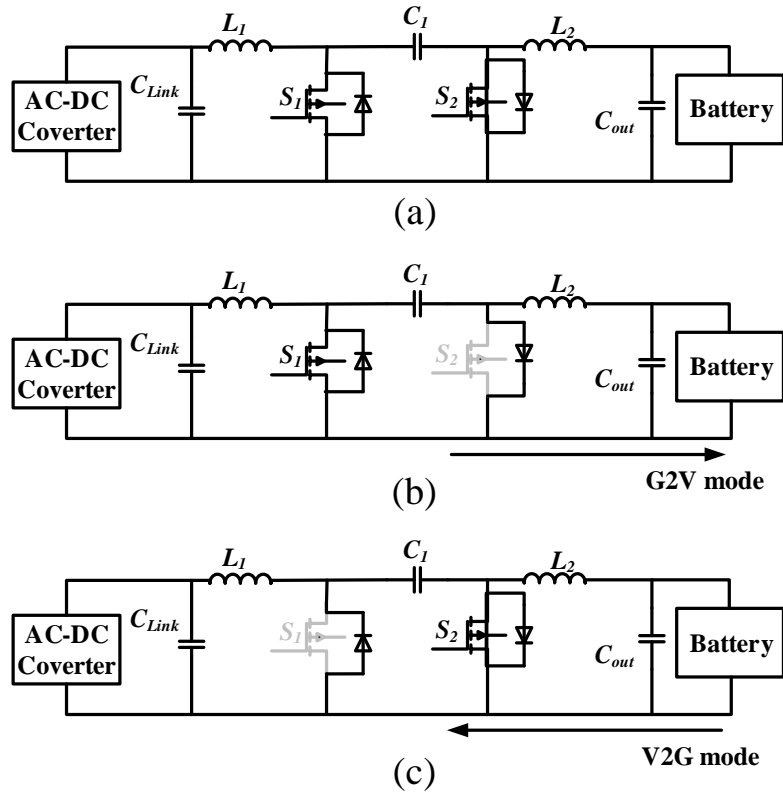 L1
C1
L2
AC-DC
Coverter
CLink
S1
S2
Cout
Battery
(a)
L1
C1
L2
AC-DC
Coverter
CLink
S1
S2
Cout
Battery
G2V mode
(b)
L1
C1
L2
AC-DC
Coverter
CLink
S1
S2
Cout
Battery
V2G mode
(c)